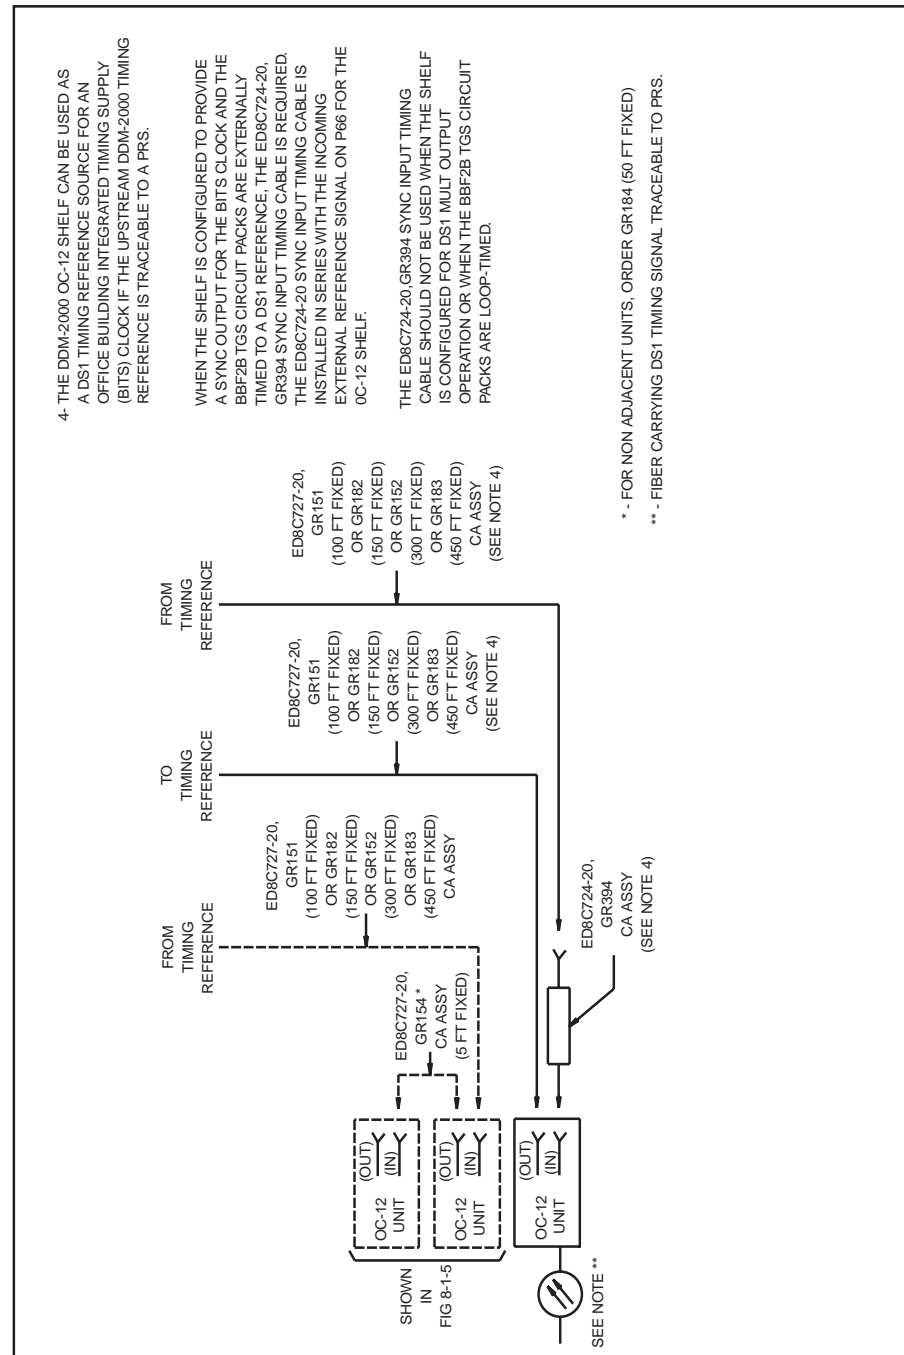 4- THE DDM-2000 OC-12 SHELF CAN BE USED AS
A DS1 TIMING REFERENCE SOURCE FOR AN
OFFICE BUILDING INTEGRATED TIMING SUPPLY
(BITS) CLOCK IF THE UPSTREAM DDM-2000 TIMING
REFERENCE IS TRACEABLE TO A PRS.
WHEN THE SHELF IS CONFIGURED TO PROVIDE
A SYNC OUTPUT FOR THE BITS CLOCK AND THE
BBF2B TGS CIRCUIT PACKS ARE EXTERNALLY
TIMED TO A DS1 REFERENCE, THE ED8C724-20,
GR394 SYNC INPUT TIMING CABLE IS REQUIRED.
THE ED8C724-20 SYNC INPUT TIMING CABLE IS
INSTALLED IN SERIES WITH THE INCOMING
EXTERNAL REFERENCE SIGNAL ON P66 FOR THE
0C-12 SHELF.
THE ED8C724-20,GR394 SYNC INPUT TIMING
CABLE SHOULD NOT BE USED WHEN THE SHELF
IS CONFIGURED FOR DS1 MULT OUTPUT
OPERATION OR WHEN THE BBF2B TGS CIRCUIT
PACKS ARE LOOP-TIMED.
* - FOR NON ADJACENT UNITS, ORDER GR184 (50 FT FIXED)
** - FIBER CARRYING DS1 TIMING SIGNAL TRACEABLE TO PRS.
FROM
TIMING
REFERENCE
ED8C727-20,
GR151
(100 FT FIXED)
OR GR182
(150 FT FIXED)
OR GR152
(300 FT FIXED)
OR GR183
(450 FT FIXED)
CA ASSY
(SEE NOTE 4)
TO
TIMING
REFERENCE
ED8C727-20,
GR151
(100 FT FIXED)
OR GR182
(150 FT FIXED)
OR GR152
(300 FT FIXED)
OR GR183
(450 FT FIXED)
CA ASSY
(SEE NOTE 4)
FROM
TIMING
REFERENCE
ED8C727-20,
GR151
(100 FT FIXED)
OR GR182
(150 FT FIXED)
OR GR152
(300 FT FIXED)
OR GR183
(450 FT FIXED)
CA ASSY
ED8C727-20,
GR154 *
CA ASSY
(5 FT FIXED)
ED8C724-20,
GR394
CA ASSY
(SEE NOTE 4)
(OUT)
(IN)
OC-12
UNIT
(OUT)
(IN)
OC-12
UNIT
(OUT)
(IN)
OC-12
UNIT
SHOWN
IN
FIG 8-1-5
SEE NOTE **